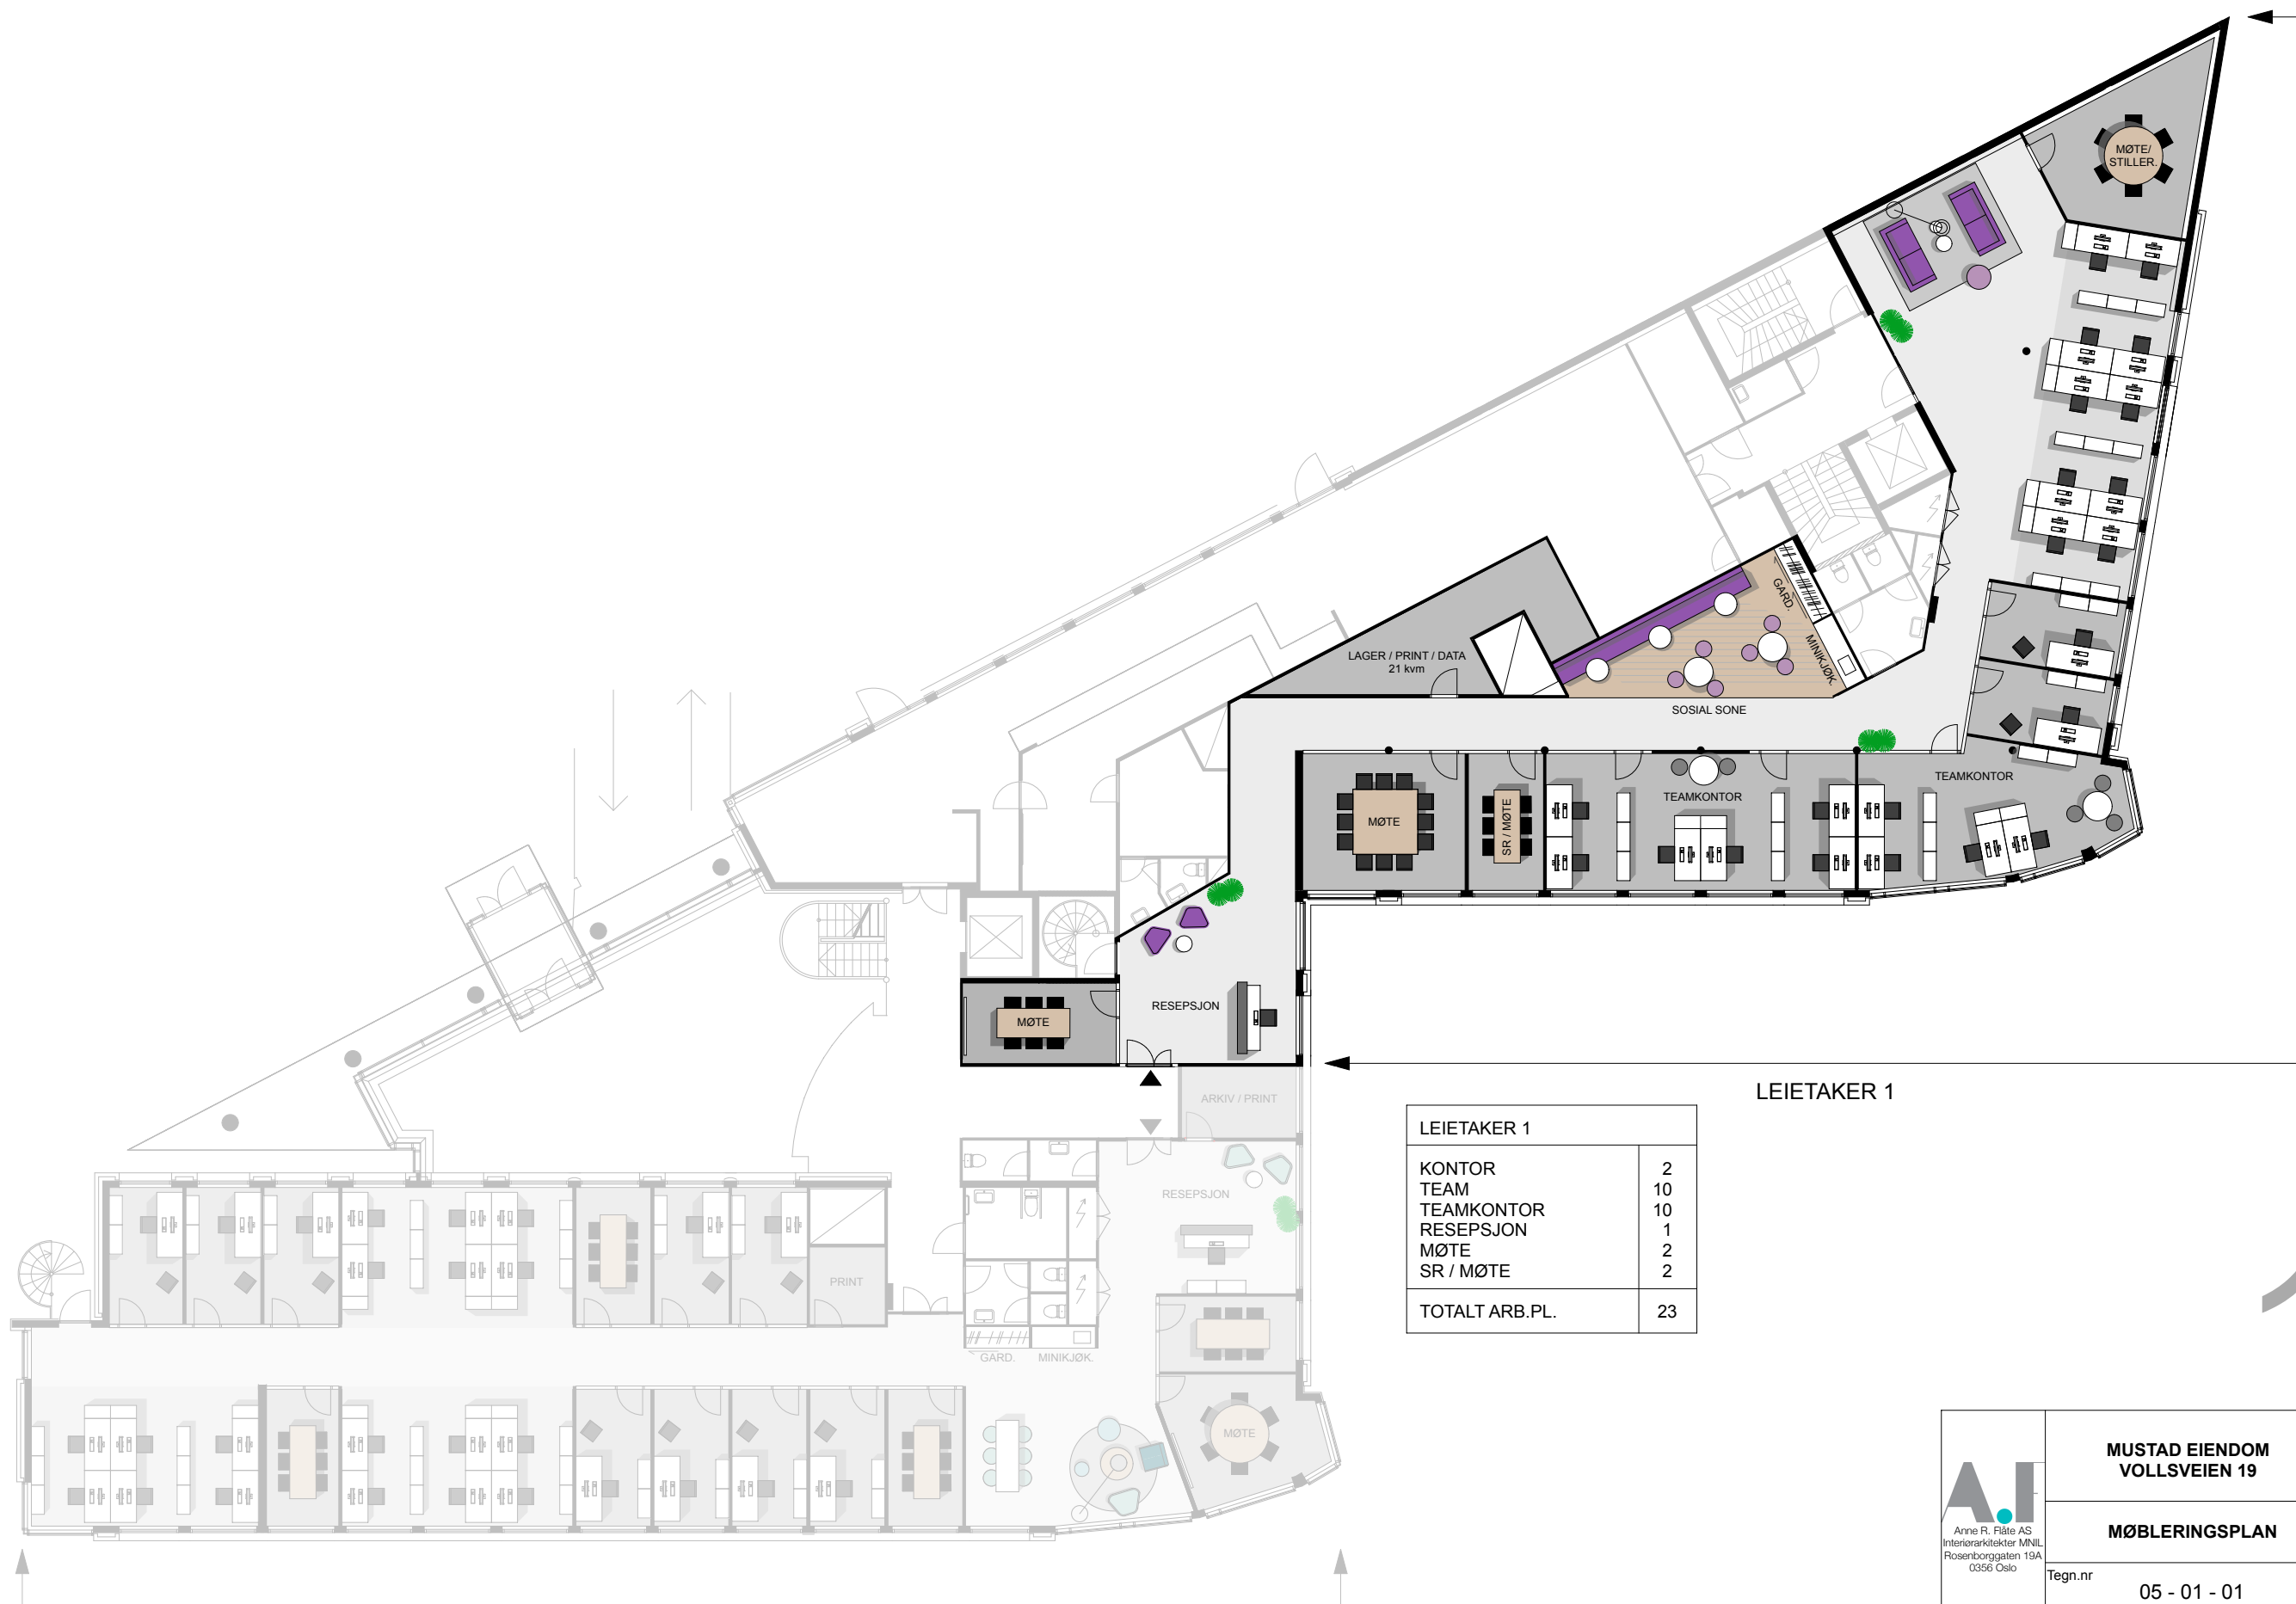 MØTE/
STILLER.
GARD.
MINIKJØK.
LAGER / PRINT / DATA
21 kvm
SOSIAL SONE
TEAMKONTOR
TEAMKONTOR
MØTE
SR / MØTE
RESEPSJON
MØTE
ARKIV / PRINT
RESEPSJON
PRINT
GARD.
MINIKJØK.
MØTE
LEIETAKER 1
LEIETAKER 1
KONTOR 2
TEAM 10
TEAMKONTOR 10
RESEPSJON 1
MØTE 2
SR / MØTE 2
TOTALT ARB.PL. 23
MUSTAD EIENDOM
VOLLSVEIEN 19
MØBLERINGSPLAN
Anne R. Flåte AS
Interiørarkitekter MNIL
Rosenborggaten 19A
0356 Oslo
Tegn.nr
05 - 01 - 01